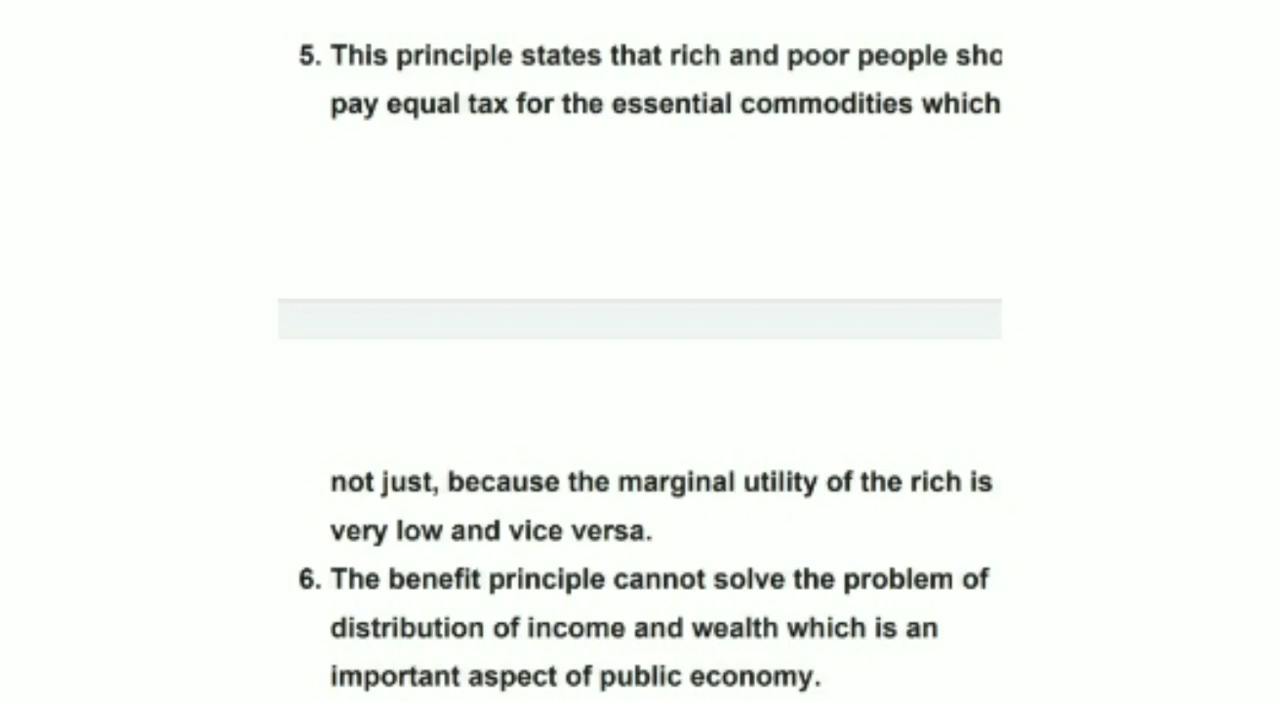 5. This principle states that rich and poor people
pay equal tax for the essential commodities which
not just, because the marginal utility of the rich is
very low and vice versa.
6. The benefit principle cannot solve the problem of
distribution of income and wealth which is an
important aspect of public economy.